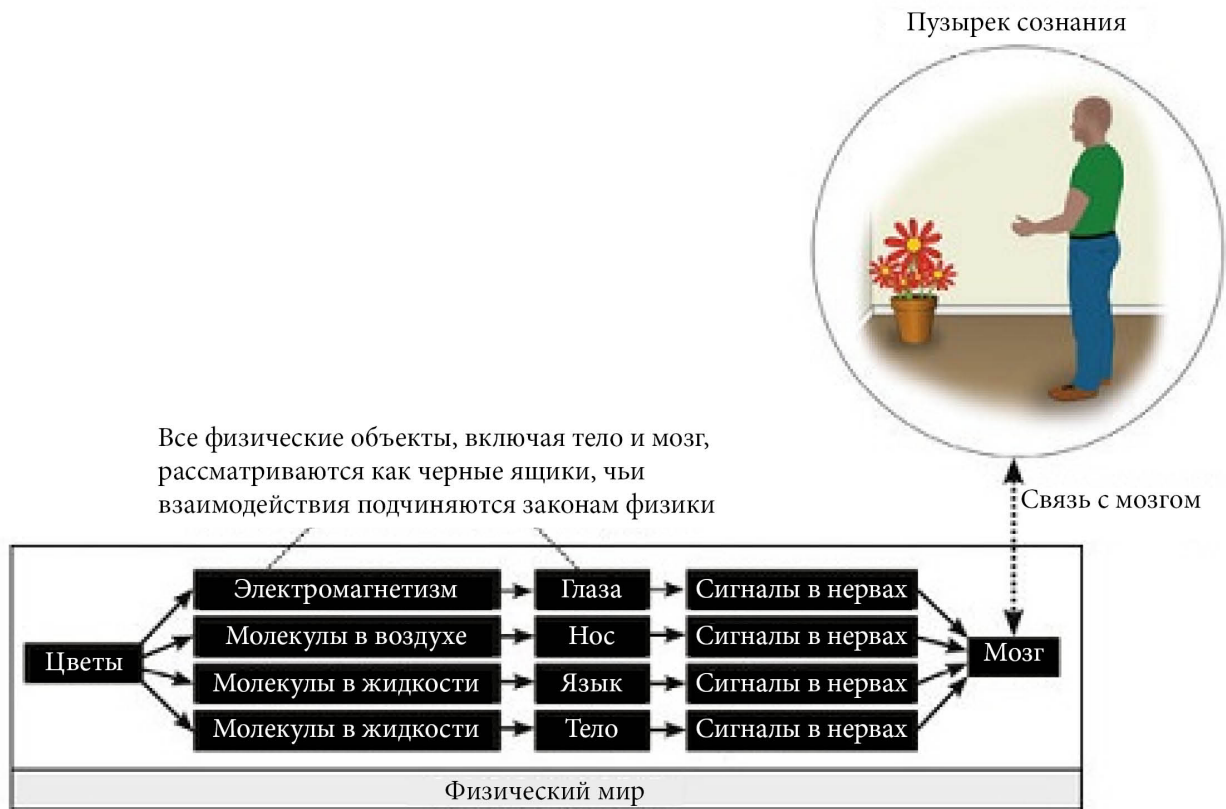 Пузырек сознания
Все физические объекты, включая тело и мозг,
рассматриваются как черные ящики, чьи
взаимодействия подчиняются законам физики
Связь с мозгом
Цветы
Электромагнетизм
Глаза
Сигналы в нервах
Молекулы в воздухе
Нос
Сигналы в нервах
Молекулы в жидкости
Язык
Сигналы в нервах
Молекулы в жидкости
Тело
Сигналы в нервах
Мозг
Физический мир